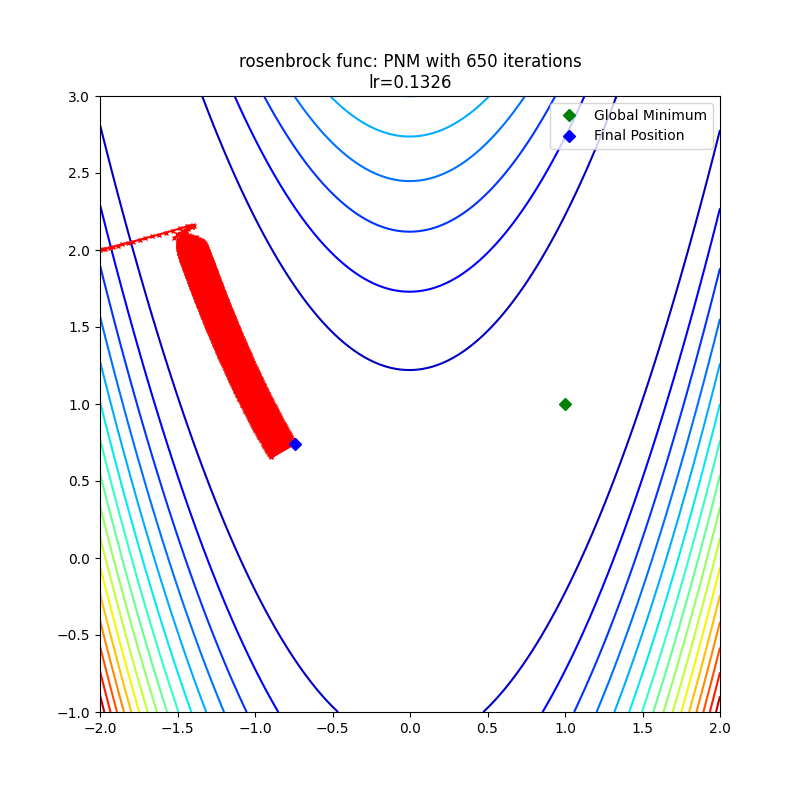 rosenbrock func: PNM with 650 iterations
lr=0.1326
Global Minimum
Final Position
3.0
2.5
2.0
1.5
1.0
0.5
0.0
−0.5
−1.0
−2.0 −1.5 −1.0 −0.5 0.0 0.5 1.0 1.5 2.0